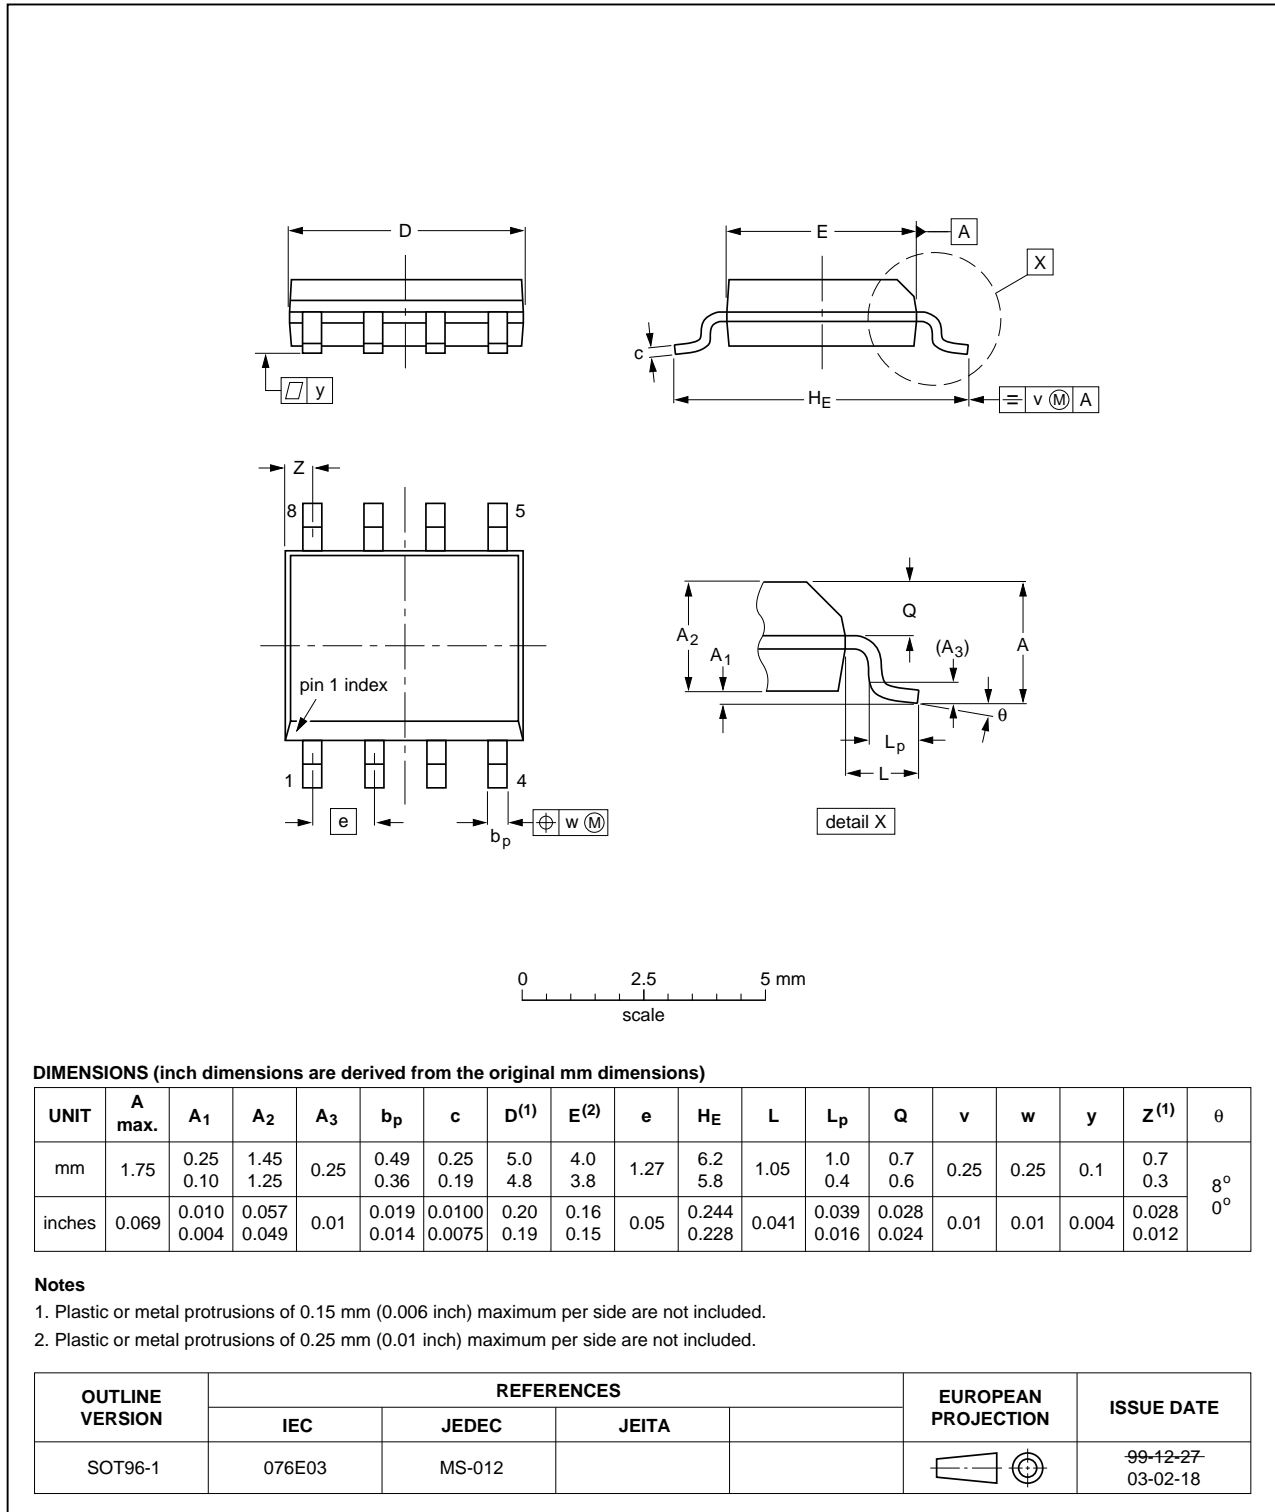 D
E
A
X
c
y
HE
v M A
Z
8
5
pin 1 index
1
4
e
bp
w M
A2
A1
Q
(A3)
A
θ
Lp
L
detail X
0 2.5 5 mm
scale
DIMENSIONS (inch dimensions are derived from the original mm dimensions)
UNIT A max. A1 A2 A3 bp c D(1) E(2) e HE L Lp Q v w y Z(1) θ
mm 1.75 0.25 0.10 1.45 1.25 0.25 0.49 0.36 0.25 0.19 5.0 4.8 4.0 3.8 1.27 6.2 5.8 1.05 1.0 0.4 0.7 0.6 0.25 0.25 0.1 0.7 0.3 8° 0°
inches 0.069 0.010 0.004 0.057 0.049 0.01 0.019 0.014 0.0100 0.0075 0.20 0.19 0.16 0.15 0.05 0.244 0.228 0.041 0.039 0.016 0.028 0.024 0.01 0.01 0.004 0.028 0.012
Notes
1. Plastic or metal protrusions of 0.15 mm (0.006 inch) maximum per side are not included.
2. Plastic or metal protrusions of 0.25 mm (0.01 inch) maximum per side are not included.
OUTLINE VERSION REFERENCES EUROPEAN PROJECTION ISSUE DATE
IEC JEDEC JEITA
SOT96-1 076E03 MS-012 99-12-27
03-02-18